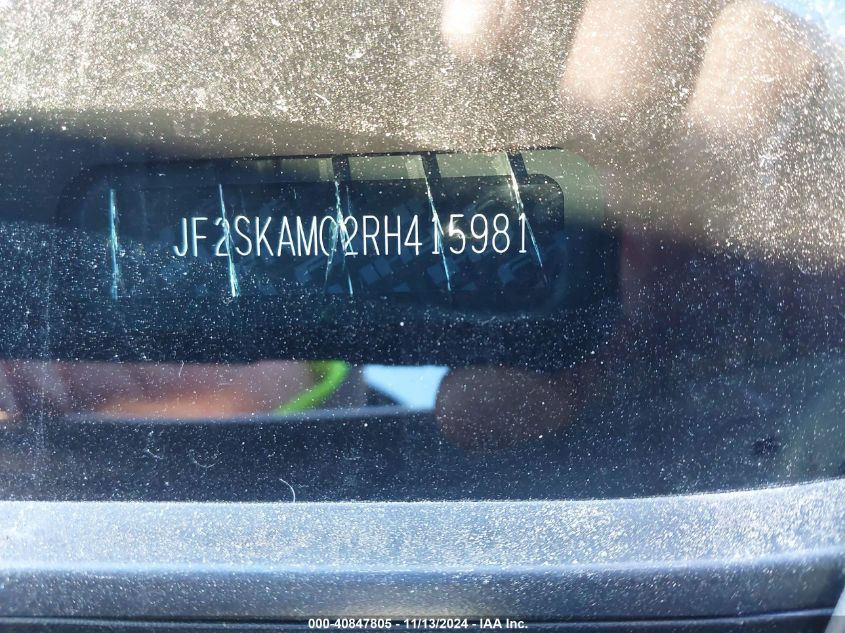 JF2SKAMC2RH415981
000-40847805 - 11/13/2024 - IAA Inc.